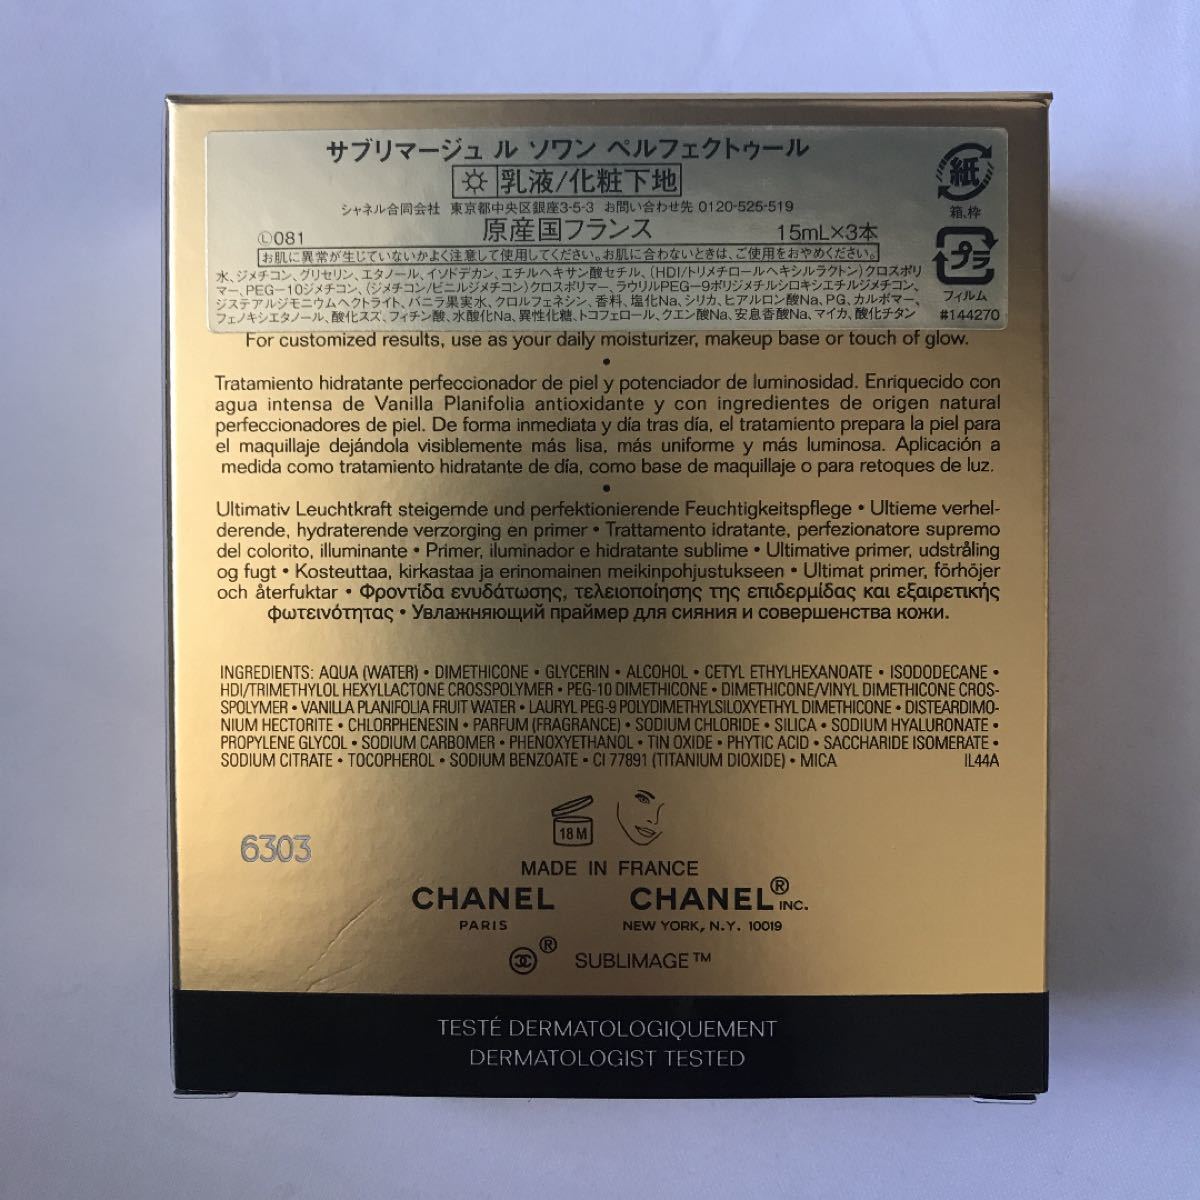 サブリマージュ ル ソワン ペルフェクトゥール
乳液/化粧下地
シャネル合同会社 東京都中央区銀座3-5-3 お問い合わせ先 0120-525-519
Ⓛ081 原産国フランス 15mL×3本
お肌に異常が生じていないかよく注意して使用してください。お肌に合わないときは、ご使用をおやめください。
水、ジメチコン、グリセリン、エタノール、イソドデカン、エチルヘキサン酸セチル、(HDI/トリメチロールヘキシルラクトン)クロスポリ
マー、PEG-10ジメチコン、(ジメチコン/ビニルジメチコン)クロスポリマー、ラウリルPEG-9ポリジメチルシロキシエチルジメチコン、
ジステアルジモニウムヘクトライト、バニラ果実水、クロルフェネシン、香料、塩化Na、シリカ、ヒアルロン酸Na、PG、カルボマー、
フェノキシエタノール、酸化スズ、フィチン酸、水酸化Na、異性化糖、トコフェロール、クエン酸Na、安息香酸Na、マイカ、酸化チタン
紙
箱、枠
プラ
フィルム
#144270
For customized results, use as your daily moisturizer, makeup base or touch of glow.
•
Tratamiento hidratante perfeccionador de piel y potenciador de luminosidad. Enriquecido con
agua intensa de Vanilla Planifolia antioxidante y con ingredientes de origen natural
perfeccionadores de piel. De forma inmediata y día tras día, el tratamiento prepara la piel para
el maquillaje dejándola visiblemente más lisa, más uniforme y más luminosa. Aplicación a
medida como tratamiento hidratante de día, como base de maquillaje o para retoques de luz.
•
Ultimativ Leuchtkraft steigernde und perfektionierende Feuchtigkeitspflege • Ultieme verhel-
derende, hydraterende verzorging en primer • Trattamento idratante, perfezionatore supremo
del colorito, illuminante • Primer, iluminador e hidratante sublime • Ultimative primer, udstråling
og fugt • Kosteuttaa, kirkastaa ja erinomainen meikinpohjustukseen • Ultimat primer, förhöjer
och återfuktar • Φροντίδα ενυδάτωσης, τελειοποίησης της επιδερμίδας και εξαιρετικής
φωτεινότητας • Увлажняющий праймер для сияния и совершенства кожи.
INGREDIENTS: AQUA (WATER) • DIMETHICONE • GLYCERIN • ALCOHOL • CETYL ETHYLHEXANOATE • ISODODECANE •
HDI/TRIMETHYLOL HEXYLLACTONE CROSSPOLYMER • PEG-10 DIMETHICONE • DIMETHICONE/VINYL DIMETHICONE CROS-
SPOLYMER • VANILLA PLANIFOLIA FRUIT WATER • LAURYL PEG-9 POLYDIMETHYLSILOXYETHYL DIMETHICONE • DISTEARDIMO-
NIUM HECTORITE • CHLORPHENESIN • PARFUM (FRAGRANCE) • SODIUM CHLORIDE • SILICA • SODIUM HYALURONATE •
PROPYLENE GLYCOL • SODIUM CARBOMER • PHENOXYETHANOL • TIN OXIDE • PHYTIC ACID • SACCHARIDE ISOMERATE •
SODIUM CITRATE • TOCOPHEROL • SODIUM BENZOATE • CI 77891 (TITANIUM DIOXIDE) • MICA IL44A
18 M
6303
MADE IN FRANCE
CHANEL CHANEL® INC.
PARIS NEW YORK, N.Y. 10019
® SUBLIMAGE™
TESTÉ DERMATOLOGIQUEMENT
DERMATOLOGIST TESTED